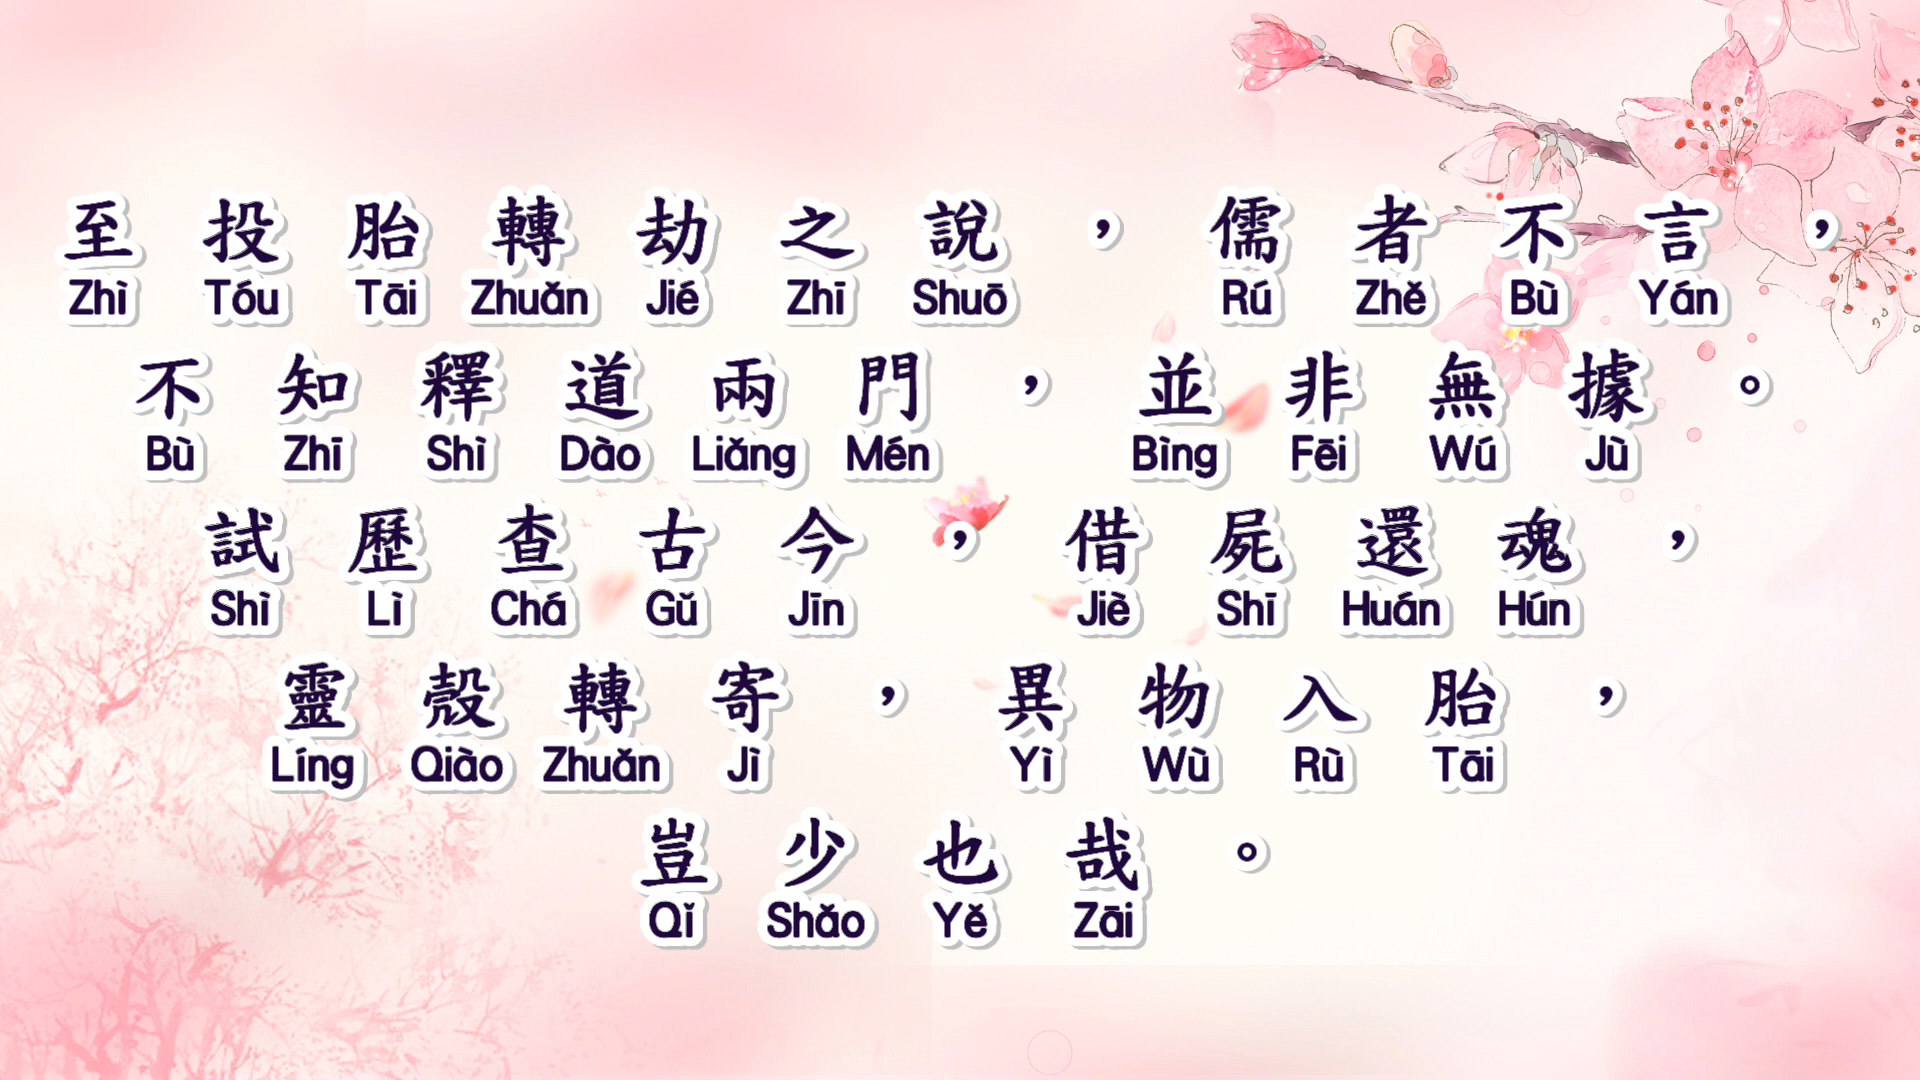 至投胎轉劫之說，儒者不言，
Zhì Tóu Tāi Zhuǎn Jié Zhī Shuō Rú Zhě Bù Yán
不知釋道兩門，並非無據。
Bù Zhī Shì Dào Liǎng Mén Bìng Fēi Wú Jù
試歷查古今，借屍還魂，
Shì Lì Chá Gǔ Jīn Jiè Shī Huán Hún
靈殼轉寄，異物入胎，
Líng Qiào Zhuǎn Jì Yì Wù Rù Tāi
豈少也哉。
Qǐ Shǎo Yě Zāi